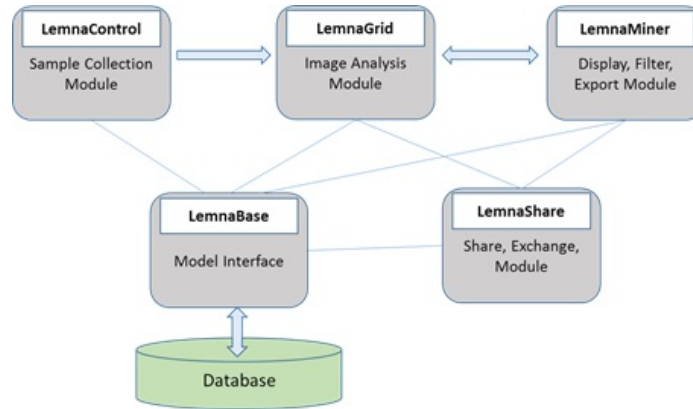 LemnaControl
Sample Collection
Module
LemnaGrid
Image Analysis
Module
LemnaMiner
Display, Filter,
Export Module
LemnaBase
Model Interface
LemnaShare
Share, Exchange,
Module
Database